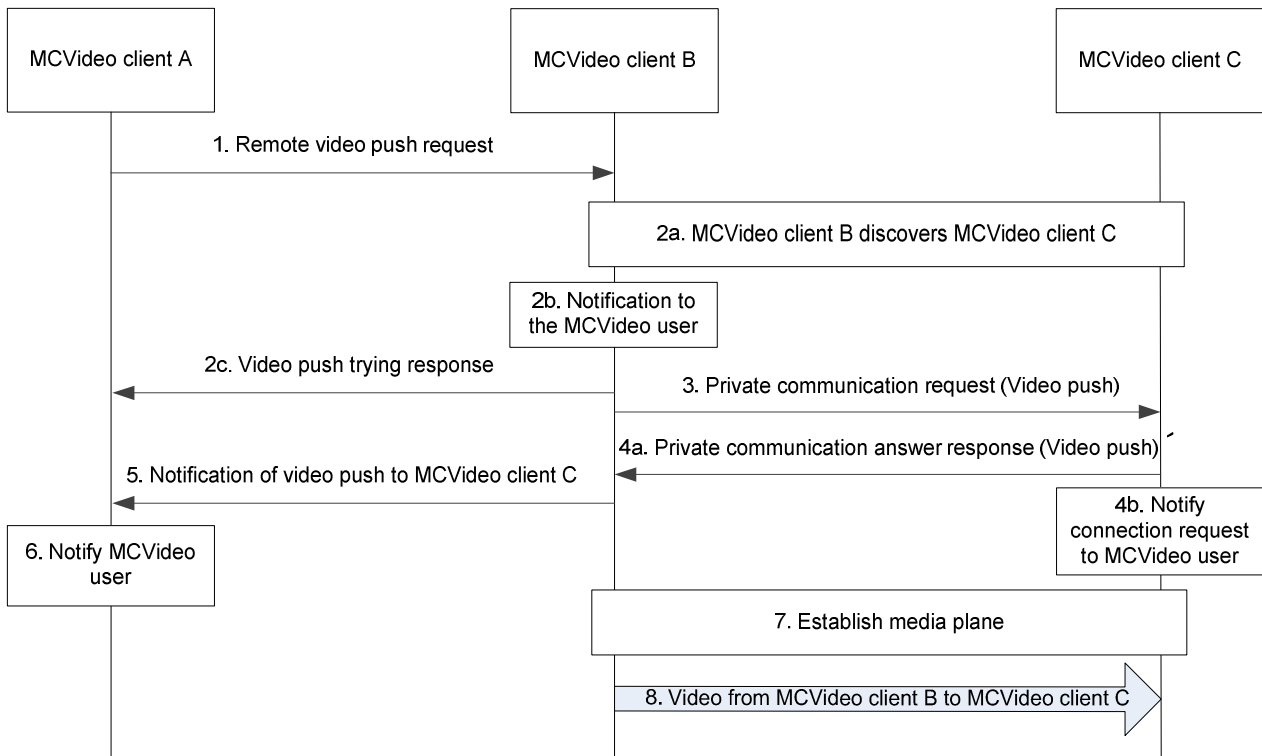 MCVideo client A
MCVideo client B
MCVideo client C
1. Remote video push request
2a. MCVideo client B discovers MCVideo client C
2b. Notification to
the MCVideo user
2c. Video push trying response
3. Private communication request (Video push)
4a. Private communication answer response (Video push)
5. Notification of video push to MCVideo client C
4b. Notify
connection request
to MCVideo user
6. Notify MCVideo
user
7. Establish media plane
8. Video from MCVideo client B to MCVideo client C